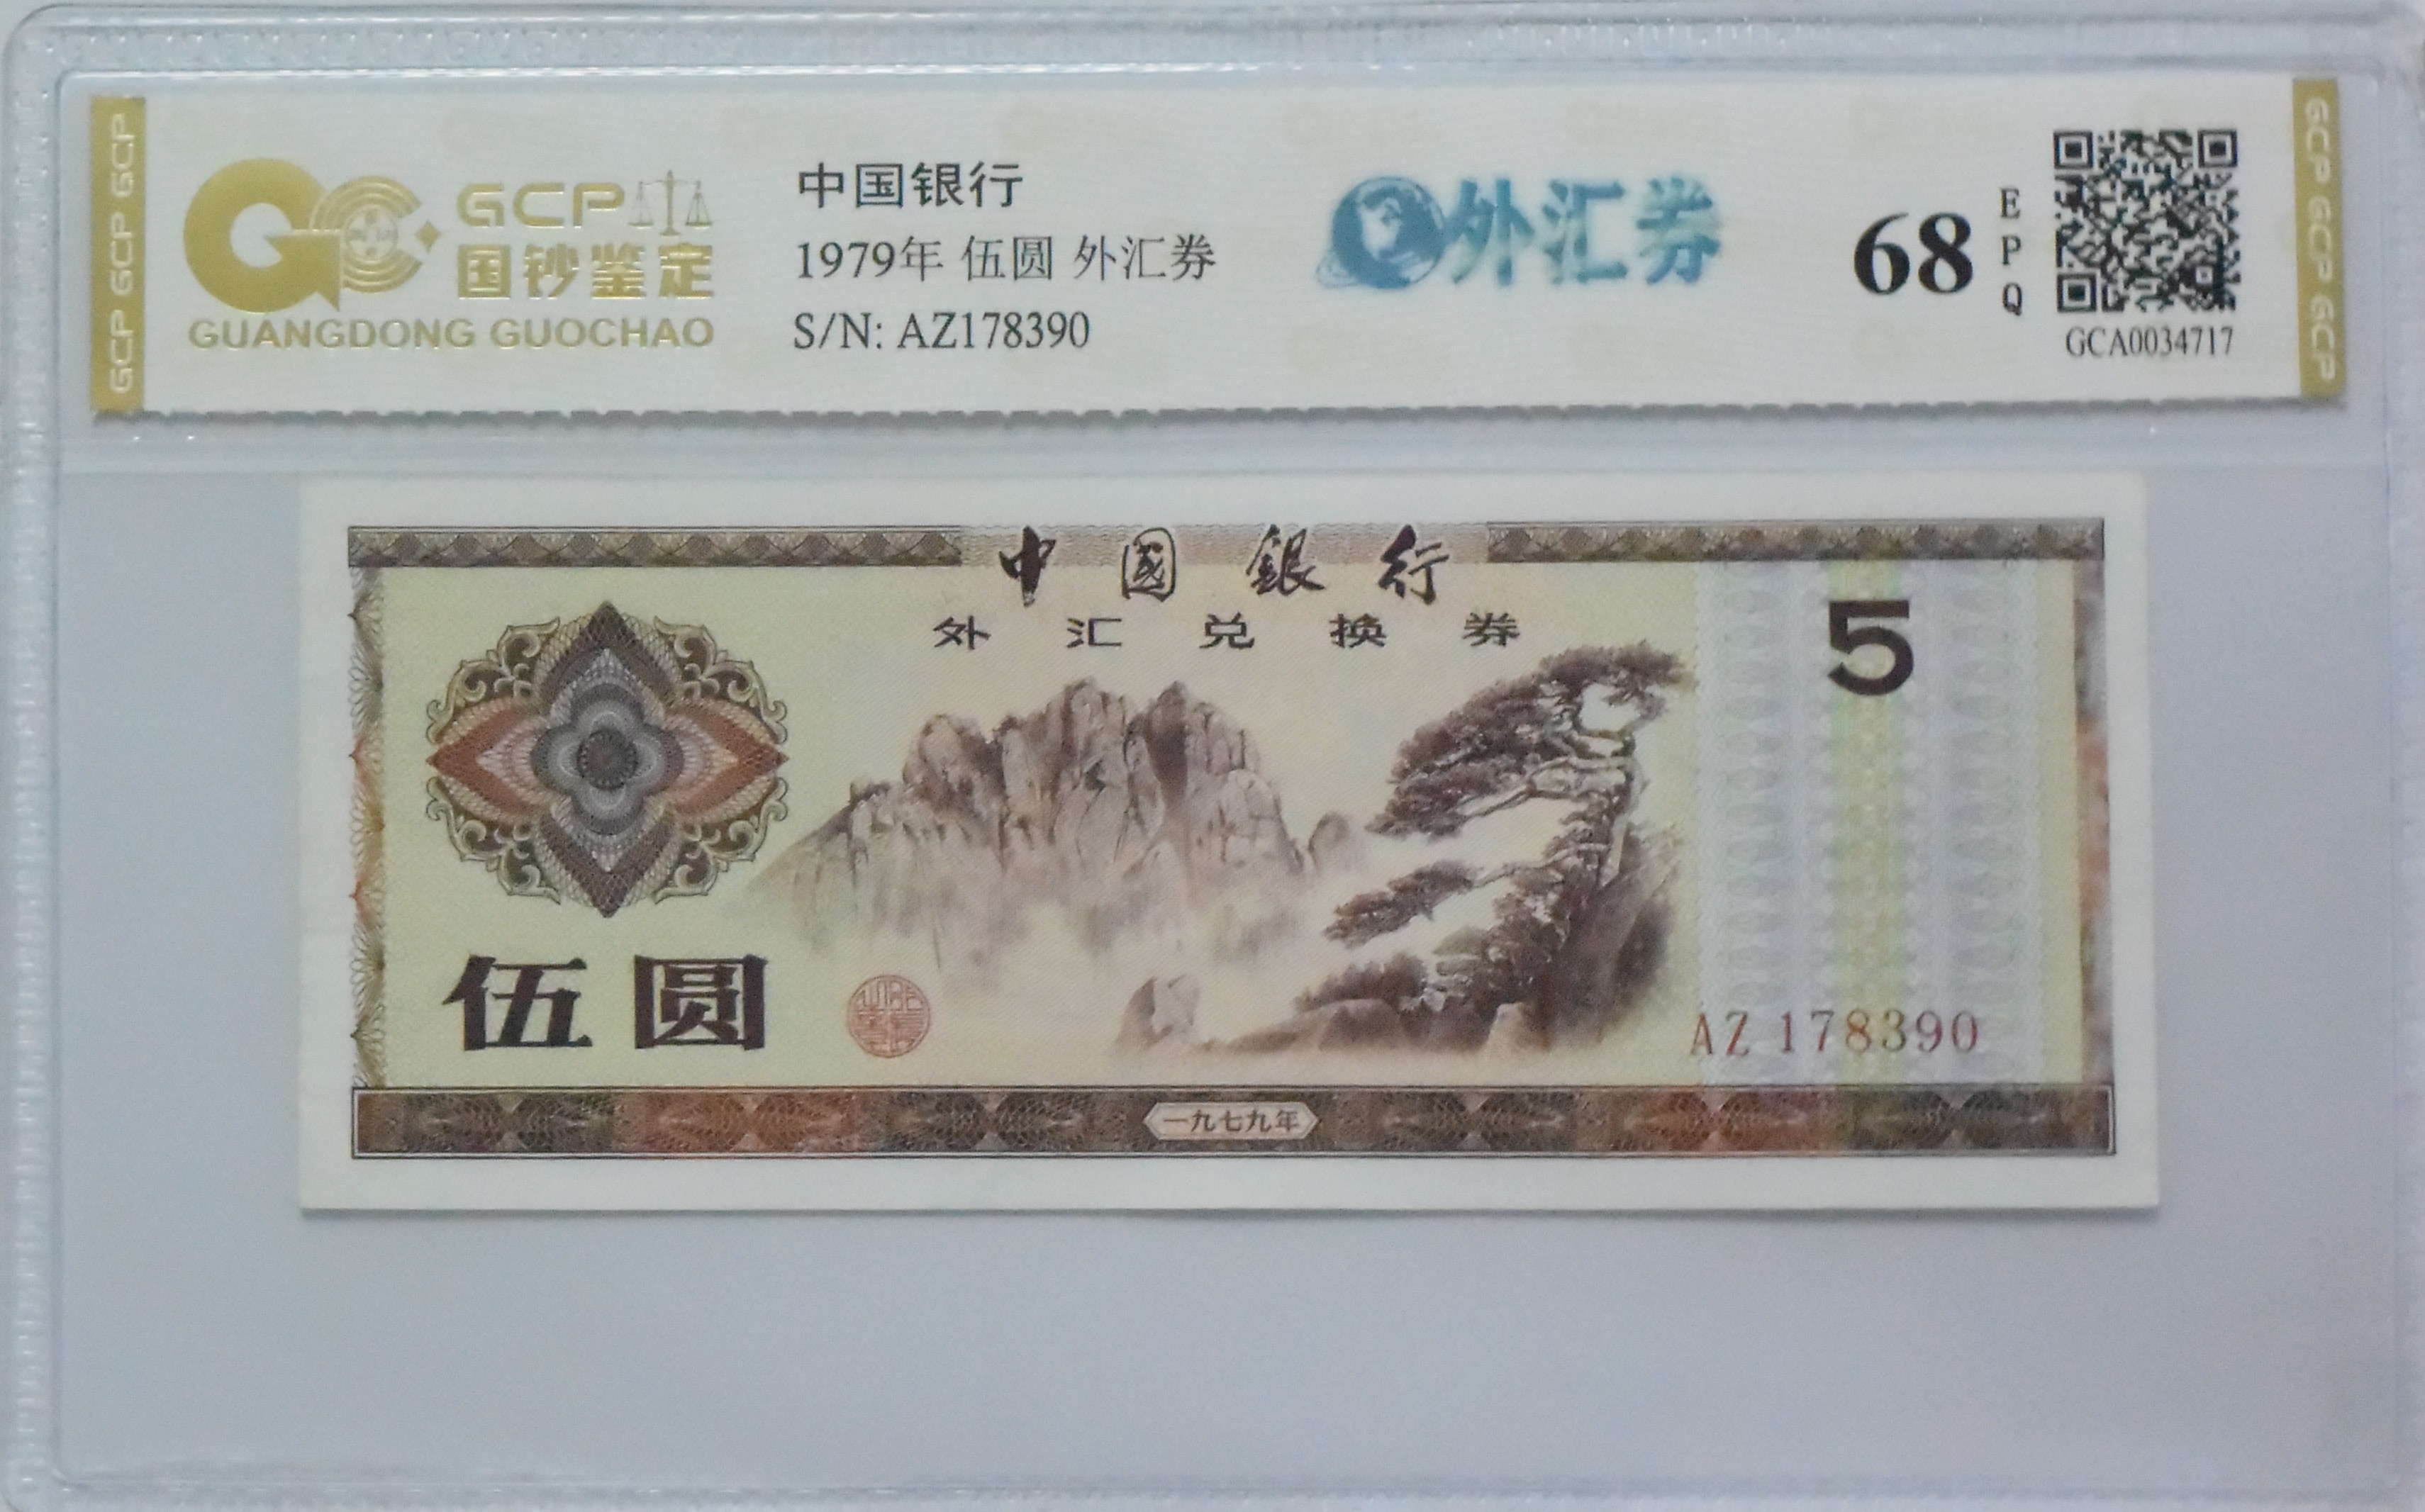 GCP GCP GCP
GCP
国钞鉴定
GUANGDONG GUOCHAO
中国银行
1979年 伍圆 外汇券
S/N: AZ178390
外汇券
68
EPQ
GCA0034717
GCP GCP GCP
中國銀行
外汇兑换券
5
伍圆
AZ 178390
一九七九年